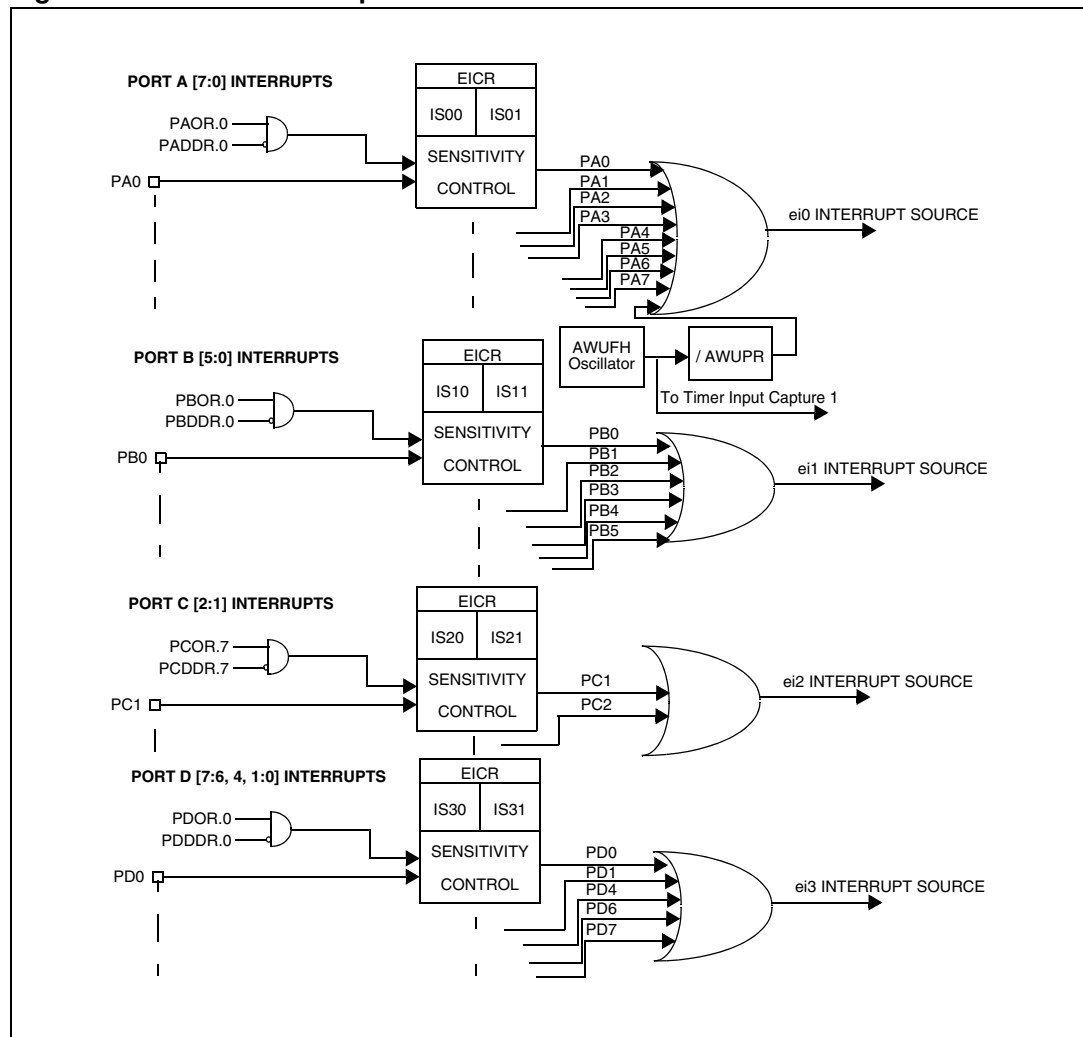 PORT A [7:0] INTERRUPTS
EICR
IS00 IS01
PAOR.0
PADDR.0
SENSITIVITY
CONTROL
PA0
PA0
PA1
PA2
PA3
PA4
PA5
PA6
PA7
ei0 INTERRUPT SOURCE
AWUFH
Oscillator
/ AWUPR
To Timer Input Capture 1
PORT B [5:0] INTERRUPTS
EICR
IS10 IS11
PBOR.0
PBDDR.0
SENSITIVITY
CONTROL
PB0
PB0
PB1
PB2
PB3
PB4
PB5
ei1 INTERRUPT SOURCE
PORT C [2:1] INTERRUPTS
EICR
IS20 IS21
PCOR.7
PCDDR.7
SENSITIVITY
CONTROL
PC1
PC1
PC2
ei2 INTERRUPT SOURCE
PORT D [7:6, 4, 1:0] INTERRUPTS
EICR
IS30 IS31
PDOR.0
PDDDR.0
SENSITIVITY
CONTROL
PD0
PD0
PD1
PD4
PD6
PD7
ei3 INTERRUPT SOURCE